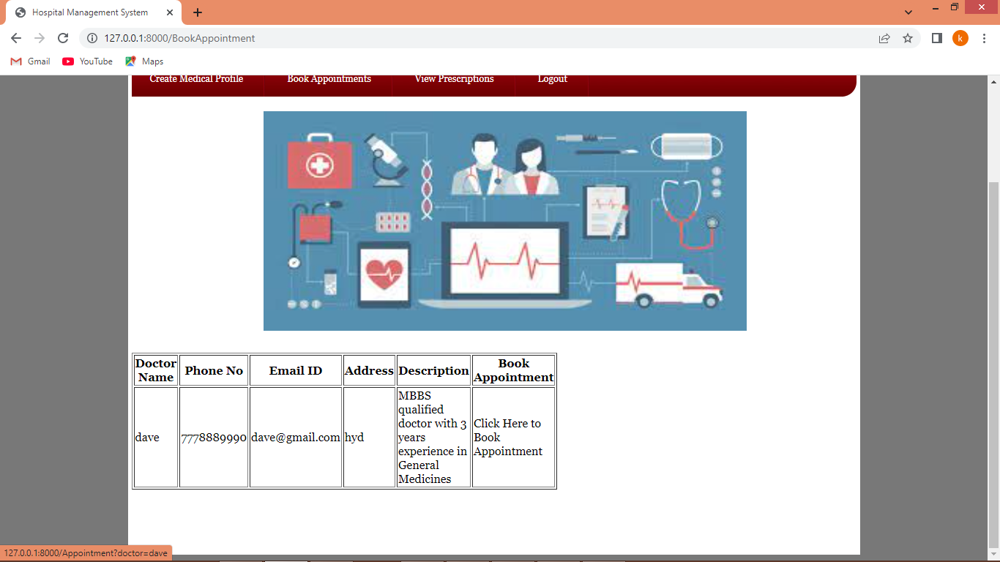 Hospital Management System
127.0.0.1:8000/BookAppointment
k
Gmail YouTube Maps
Create Medical Profile Book Appointments View Prescriptions Logout
Doctor Name Phone No Email ID Address Description Book Appointment
dave 7778889990 dave@gmail.com hyd MBBS
qualified
doctor with 3
years
experience in
General
Medicines
Click Here to
Book
Appointment
127.0.0.1:8000/Appointment?doctor=dave